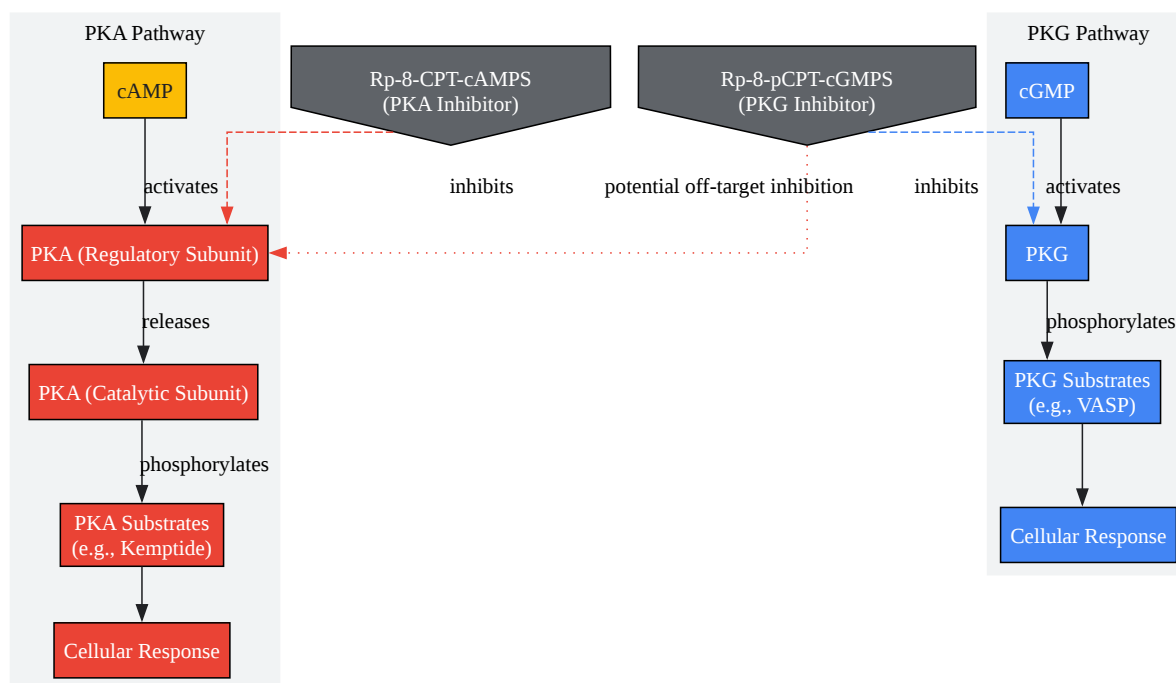 PKA Pathway
PKG Pathway
cAMP
Rp-8-CPT-cAMPS
(PKA Inhibitor)
Rp-8-pCPT-cGMPS
(PKG Inhibitor)
cGMP
activates
inhibits
potential off-target inhibition
inhibits
activates
PKA (Regulatory Subunit)
PKG
releases
phosphorylates
PKA (Catalytic Subunit)
PKG Substrates
(e.g., VASP)
phosphorylates
PKA Substrates
(e.g., Kemptide)
Cellular Response
Cellular Response